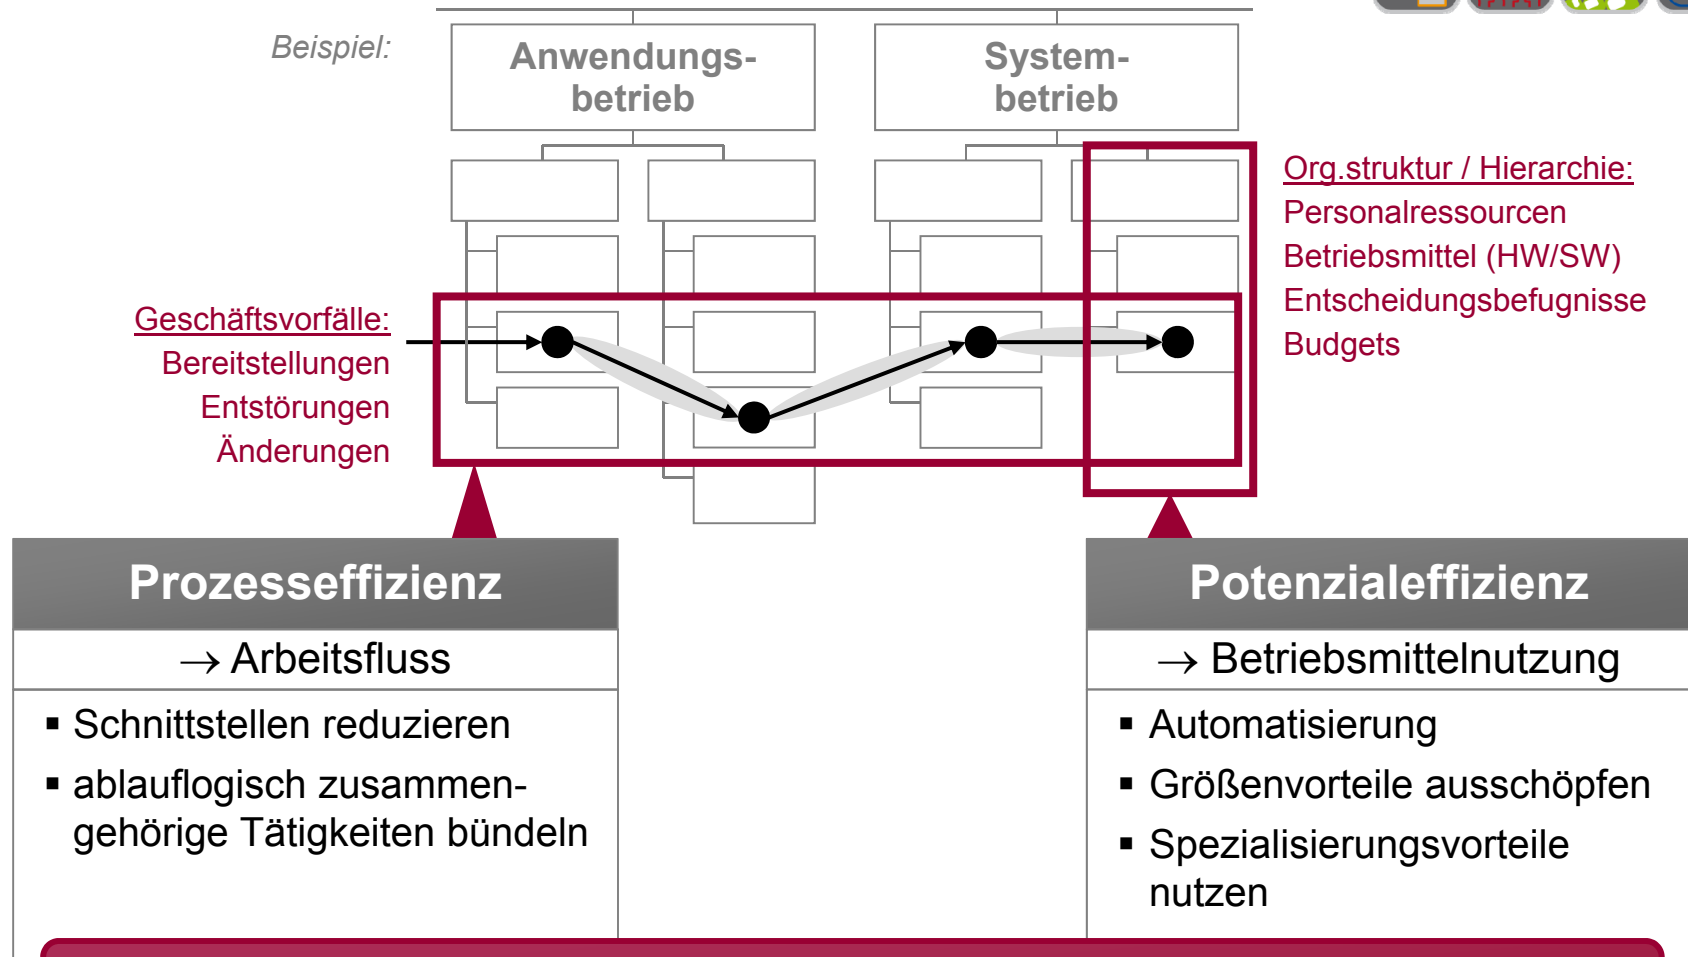 Beispiel:
Anwendungs-
betrieb
System-
betrieb
Org.struktur / Hierarchie:
Personalressourcen
Betriebsmittel (HW/SW)
Entscheidungsbefugnisse
Budgets
Geschäftsvorfälle:
Bereitstellungen
Entstörungen
Änderungen
Prozesseffizienz
→ Arbeitsfluss
▪ Schnittstellen reduzieren
▪ ablauflogisch zusammen-
gehörige Tätigkeiten bündeln
Potenzialeffizienz
→ Betriebsmittelnutzung
▪ Automatisierung
▪ Größenvorteile ausschöpfen
▪ Spezialisierungsvorteile
nutzen